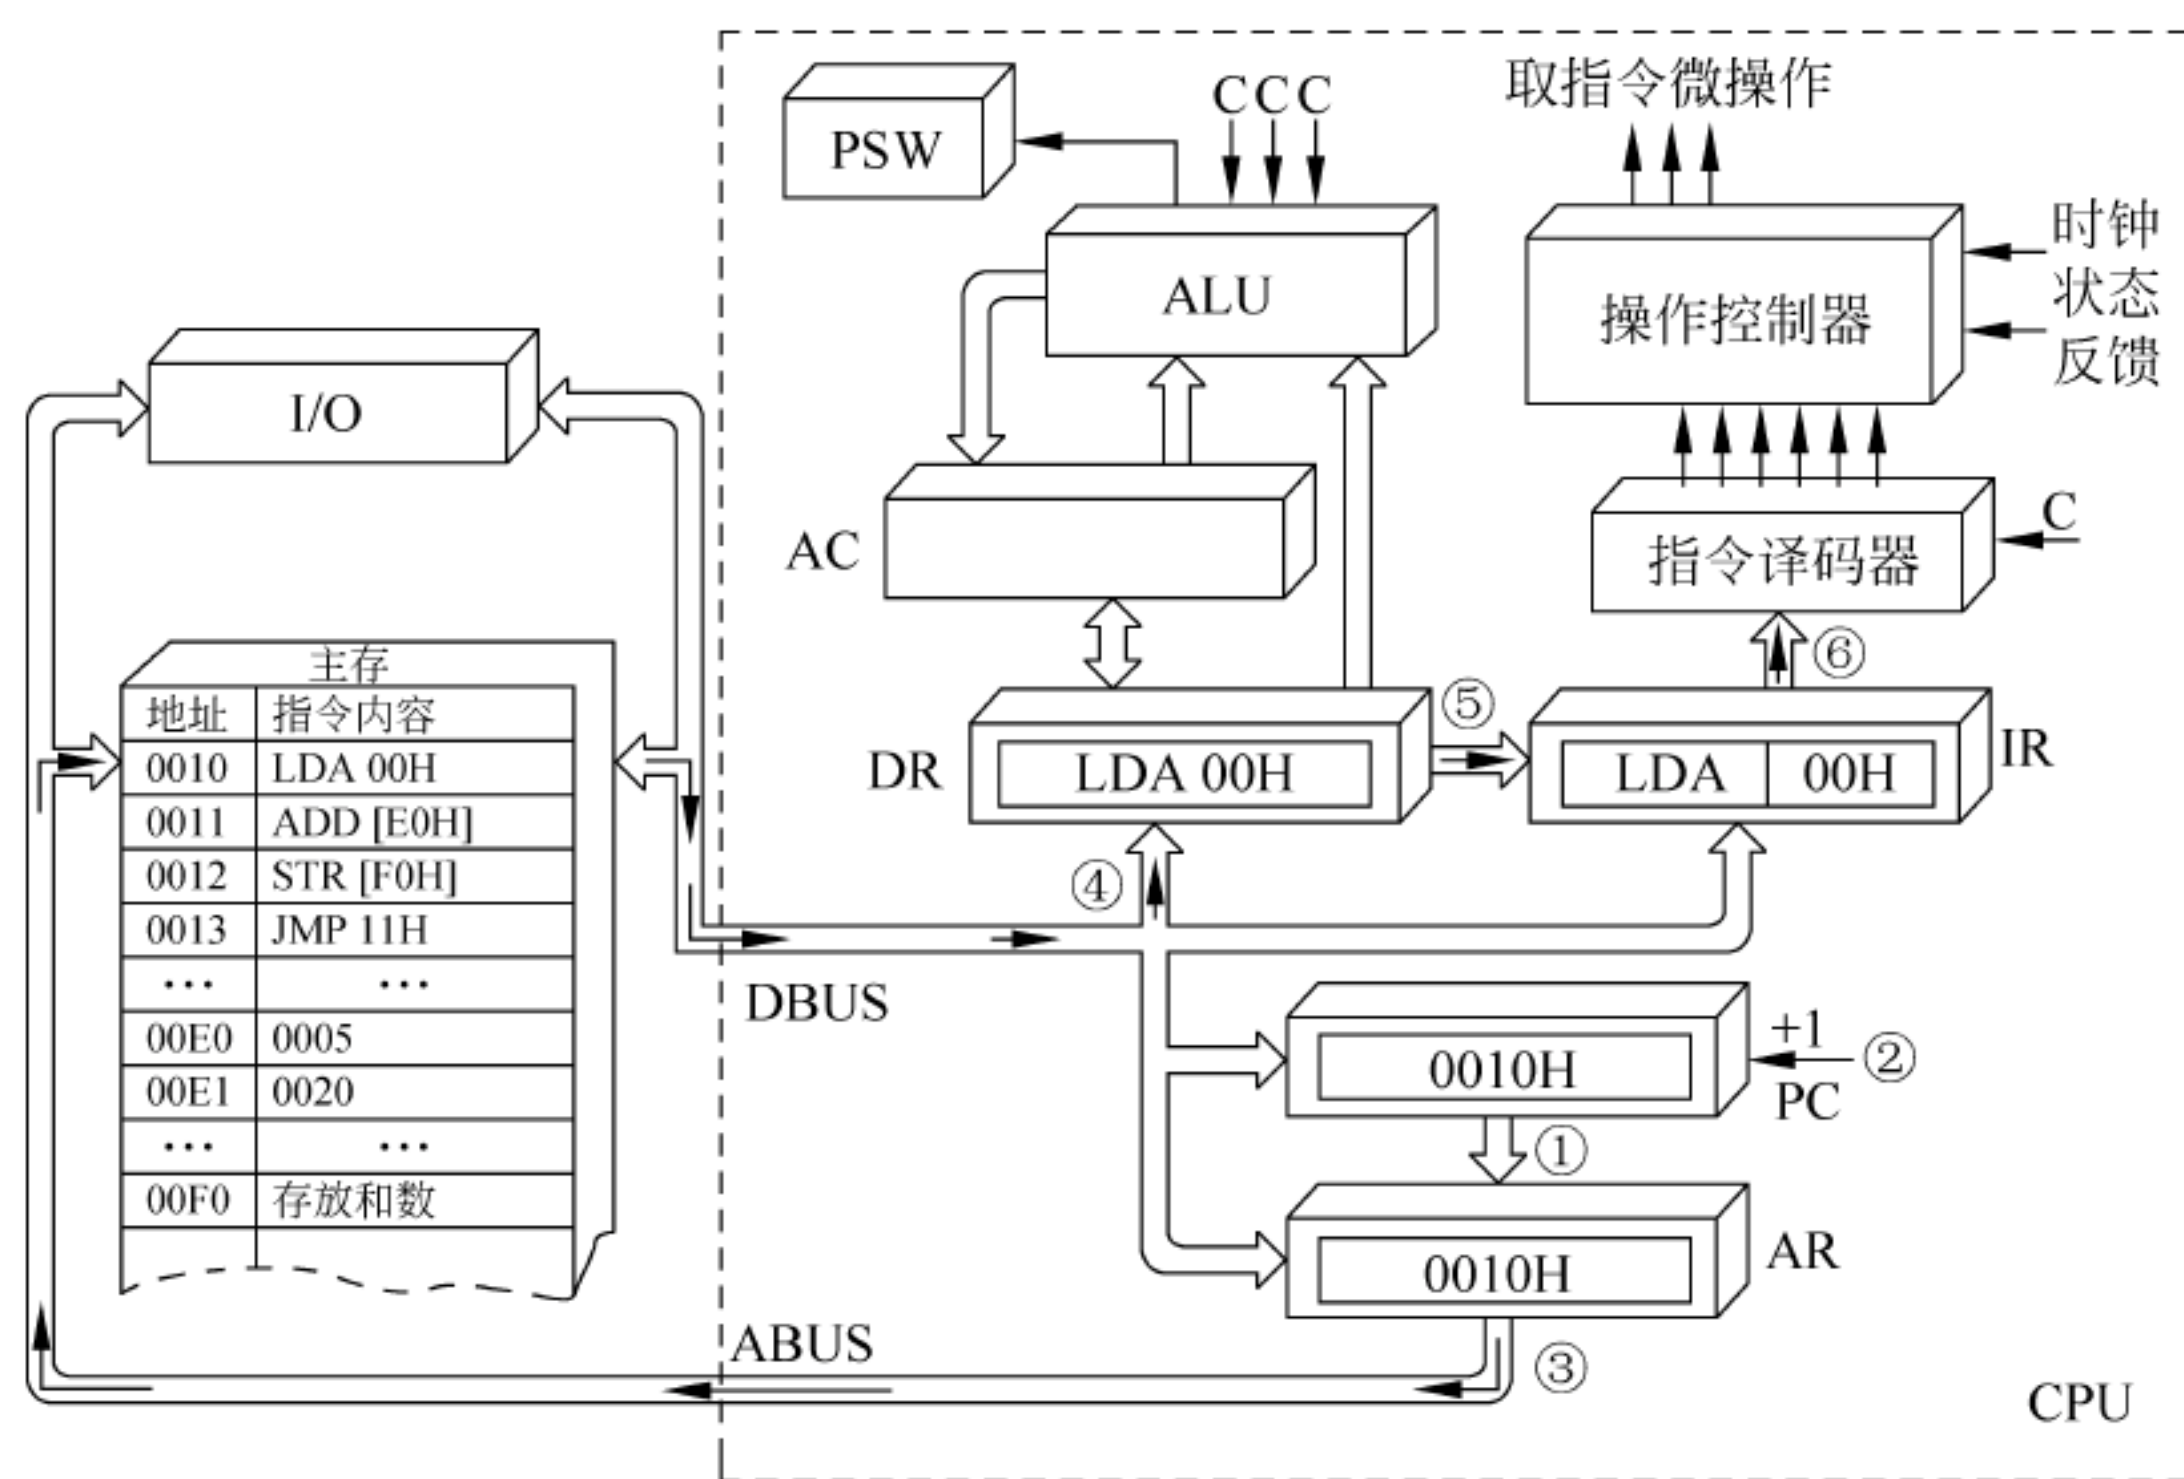 取指令微操作
PSW
C C C
ALU
操作控制器
时钟
状态
反馈
I/O
AC
指令译码器
C
⑥
主存
地址 指令内容
0010 LDA 00H
0011 ADD [E0H]
0012 STR [F0H]
0013 JMP 11H
… …
00E0 0005
00E1 0020
… …
00F0 存放和数
DR
LDA 00H
⑤
LDA 00H
IR
④
DBUS
0010H
+1
②
PC
①
0010H
AR
ABUS
③
CPU